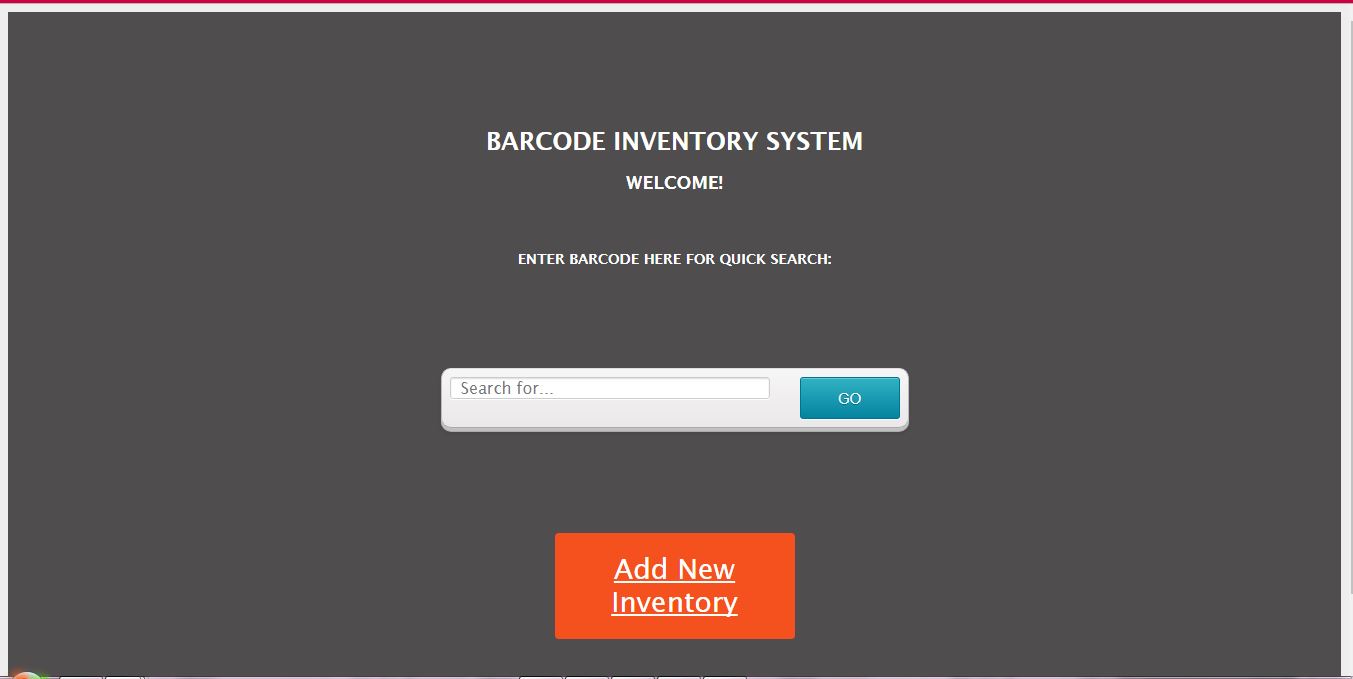 BARCODE INVENTORY SYSTEM
WELCOME!
ENTER BARCODE HERE FOR QUICK SEARCH:
Search for...
GO
Add New
Inventory